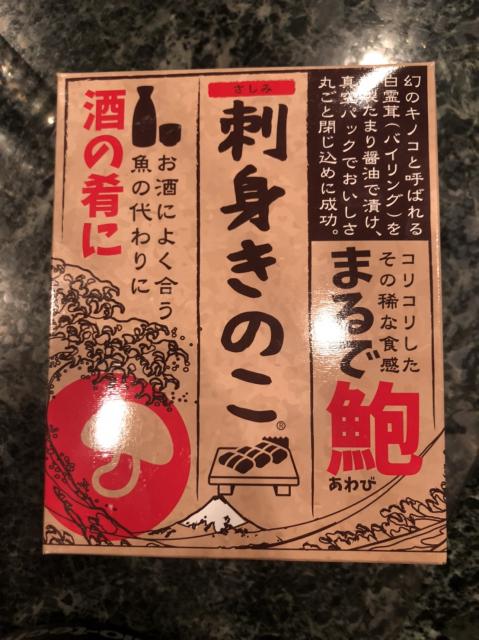 幻のキノコと呼ばれる
白霊茸(バイリング)を
特製たまり醤油で漬け、
真空パックでおいしさ
丸ごと閉じ込めに成功。
コリコリした
その稀な食感
まるで
鮑
あわび
さしみ
刺身きのこ®
お酒によく合う
魚の代わりに
酒の肴に